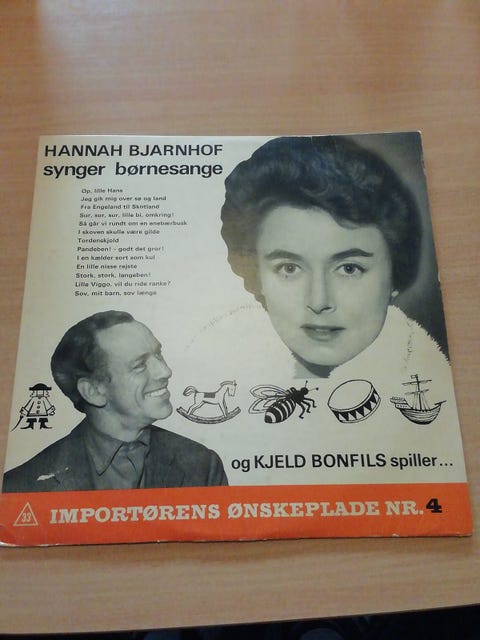 HANNAH BJARNHOF
synger børnesange
Op, lille Hans
Jeg gik mig over sø og land
Fra Engeland til Skotland
Sur, sur, sur, lille bi, omkring!
Så går vi rundt om en enebærbusk
I skoven skulle være gilde
Tordenskjold
Pandeben! - godt det gror!
I en kælder sort som kul
En lille nisse rejste
Stork, stork, langeben!
Lille Viggo, vil du ride ranke?
Sov, mit barn, sov længe
og KJELD BONFILS spiller...
33 IMPORTØRENS ØNSKEPLADE NR. 4